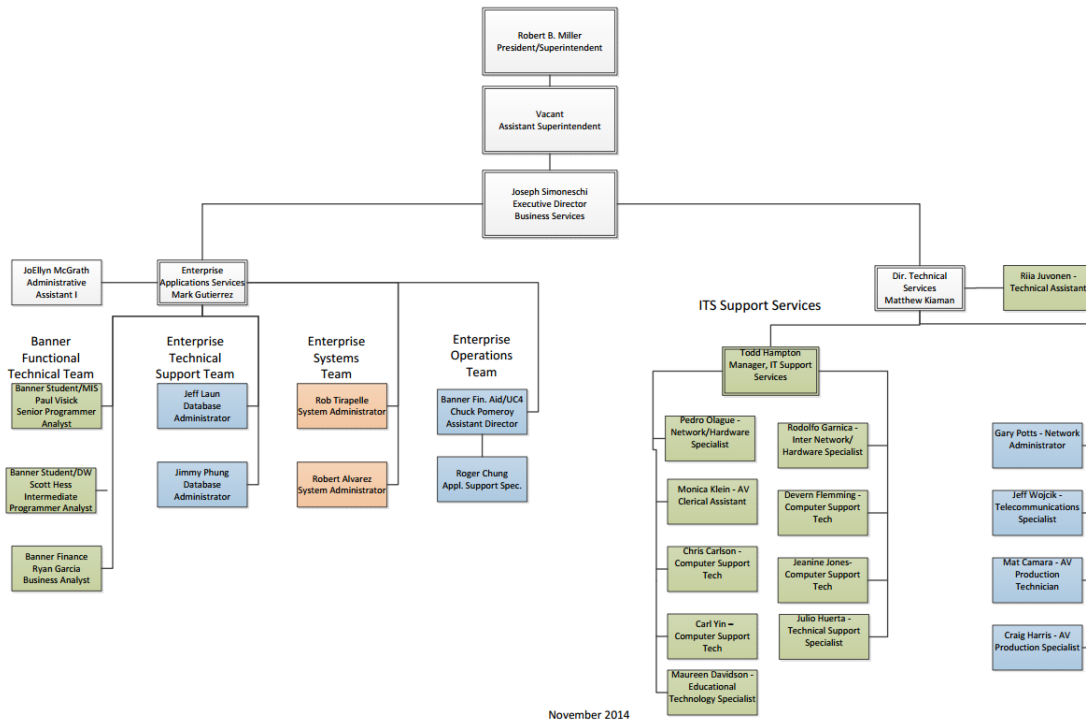 Robert B. Miller
President/Superintendent
Vacant
Assistant Superintendent
Joseph Simoneschi
Executive Director
Business Services
JoEllyn McGrath
Administrative
Assistant I
Enterprise
Applications Services
Mark Gutierrez
Dir. Technical
Services
Matthew Kiaman
Riia Juvonen -
Technical Assistant
ITS Support Services
Banner
Functional
Technical Team
Enterprise
Technical
Support Team
Enterprise
Systems
Team
Enterprise
Operations
Team
Todd Hampton
Manager, IT Support
Services
Banner Student/MIS
Paul Visick
Senior Programmer
Analyst
Jeff Laun
Database
Administrator
Rob Tirapelle
System Administrator
Banner Fin. Aid/UC4
Chuck Pomeroy
Assistant Director
Banner Student/DW
Scott Hess
Intermediate
Programmer Analyst
Jimmy Phung
Database
Administrator
Robert Alvarez
System Administrator
Roger Chung
Appl. Support Spec.
Banner Finance
Ryan Garcia
Business Analyst
Pedro Olague -
Network/Hardware
Specialist
Monica Klein - AV
Clerical Assistant
Chris Carlson -
Computer Support
Tech
Carl Yin –
Computer Support
Tech
Maureen Davidson -
Educational
Technology Specialist
Rodolfo Garnica -
Inter Network/
Hardware Specialist
Devern Flemming -
Computer Support
Tech
Jeanine Jones-
Computer Support
Tech
Julio Huerta -
Technical Support
Specialist
Gary Potts - Network
Administrator
Jeff Wojcik -
Telecommunications
Specialist
Mat Camara - AV
Production
Technician
Craig Harris - AV
Production Specialist
November 2014